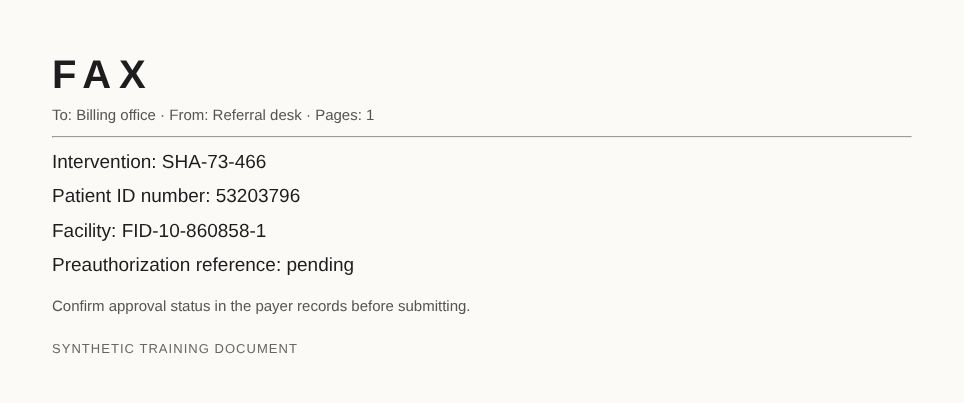 FAX
To: Billing office · From: Referral desk · Pages: 1
Intervention: SHA-73-466
Patient ID number: 53203796
Facility: FID-10-860858-1
Preauthorization reference: pending
Confirm approval status in the payer records before submitting.
SYNTHETIC TRAINING DOCUMENT